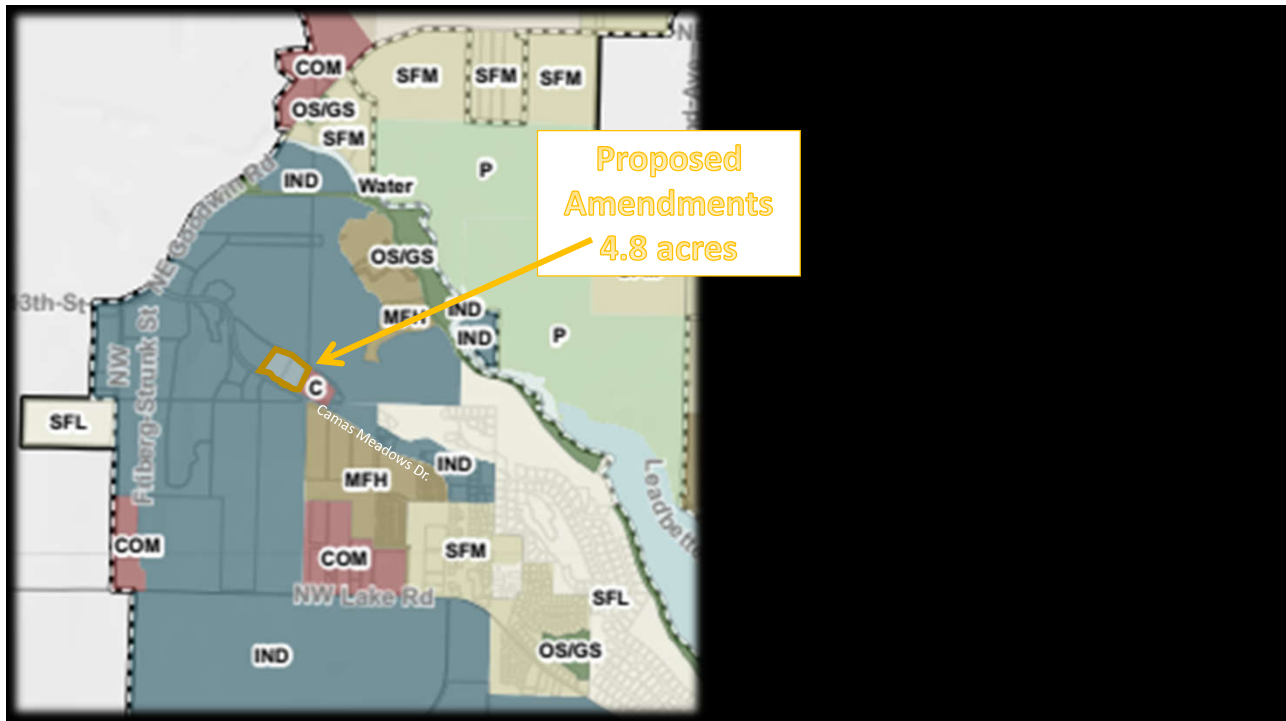 COM
SFM
SFM
SFM
OS/GS
SFM
Proposed
Amendments
4.8 acres
P
IND
Water
NE Goodwin Rd
OS/GS
MFH
IND
IND
P
NW
Strunk St
C
SFL
Camas Meadows Dr.
IND
MFH
COM
COM
SFM
NW Lake Rd
SFL
IND
OS/GS